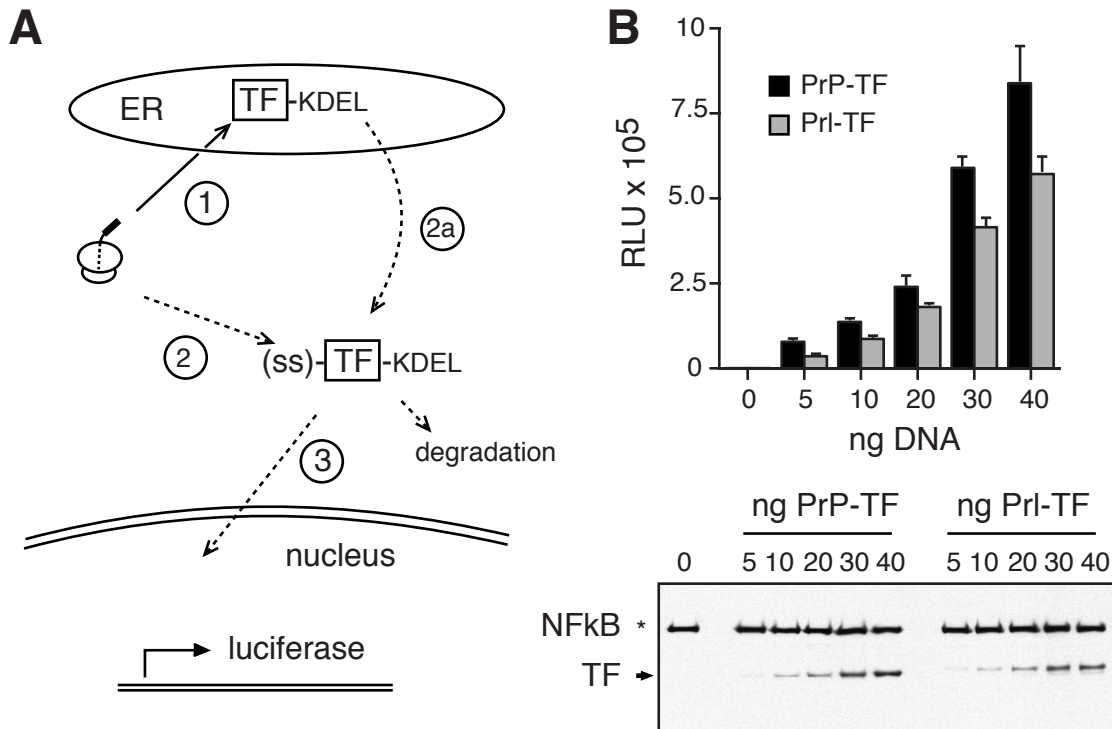 A
ER
TF-KDEL
1
2a
2
(ss)-TF-KDEL
degradation
3
nucleus
luciferase
B
10
7.5
5.0
2.5
0
RLU x 10⁵
PrP-TF
Prl-TF
0 5 10 20 30 40
ng DNA
ng PrP-TF ng Prl-TF
0 5 10 20 30 40 5 10 20 30 40
NFkB *
TF